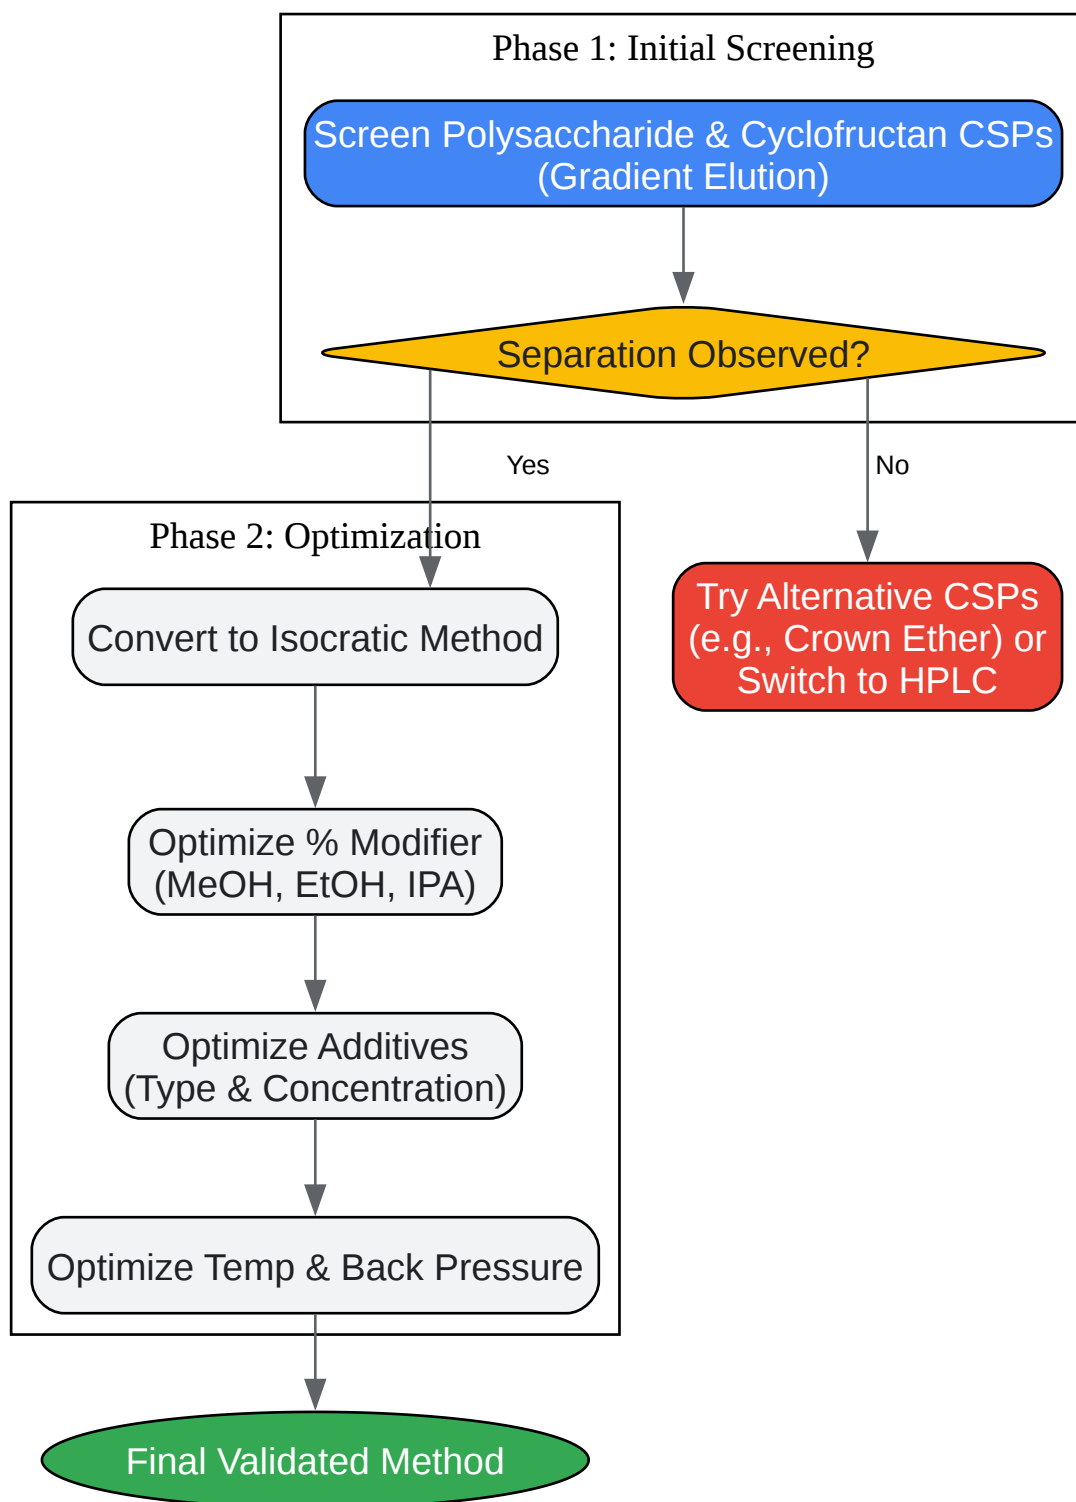 Phase 1: Initial Screening
Screen Polysaccharide & Cyclofructan CSPs
(Gradient Elution)
Separation Observed?
Yes
No
Phase 2: Optimization
Convert to Isocratic Method
Try Alternative CSPs
(e.g., Crown Ether) or
Switch to HPLC
Optimize % Modifier
(MeOH, EtOH, IPA)
Optimize Additives
(Type & Concentration)
Optimize Temp & Back Pressure
Final Validated Method